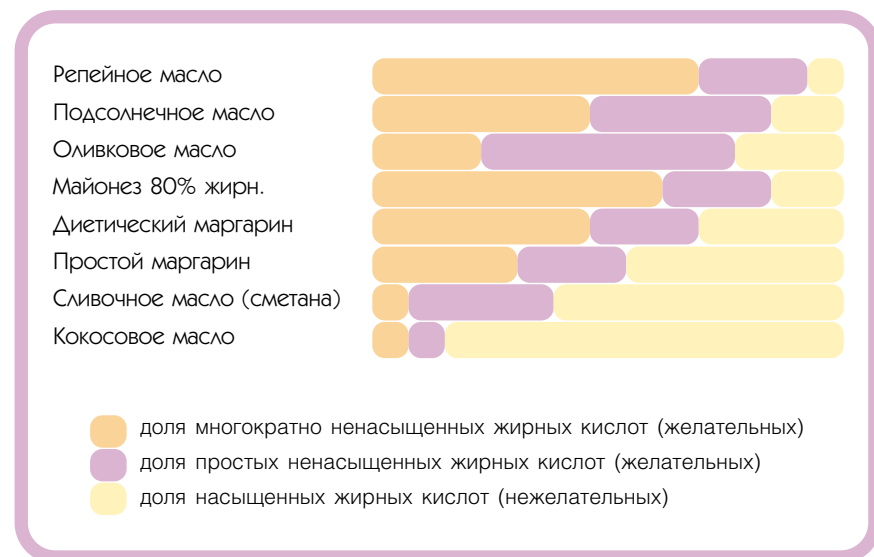 Репейное масло
Подсолнечное масло
Оливковое масло
Майонез 80% жирн.
Диетический маргарин
Простой маргарин
Сливочное масло (сметана)
Кокосовое масло
доля многократно ненасыщенных жирных кислот (желательных)
доля простых ненасыщенных жирных кислот (желательных)
доля насыщенных жирных кислот (нежелательных)